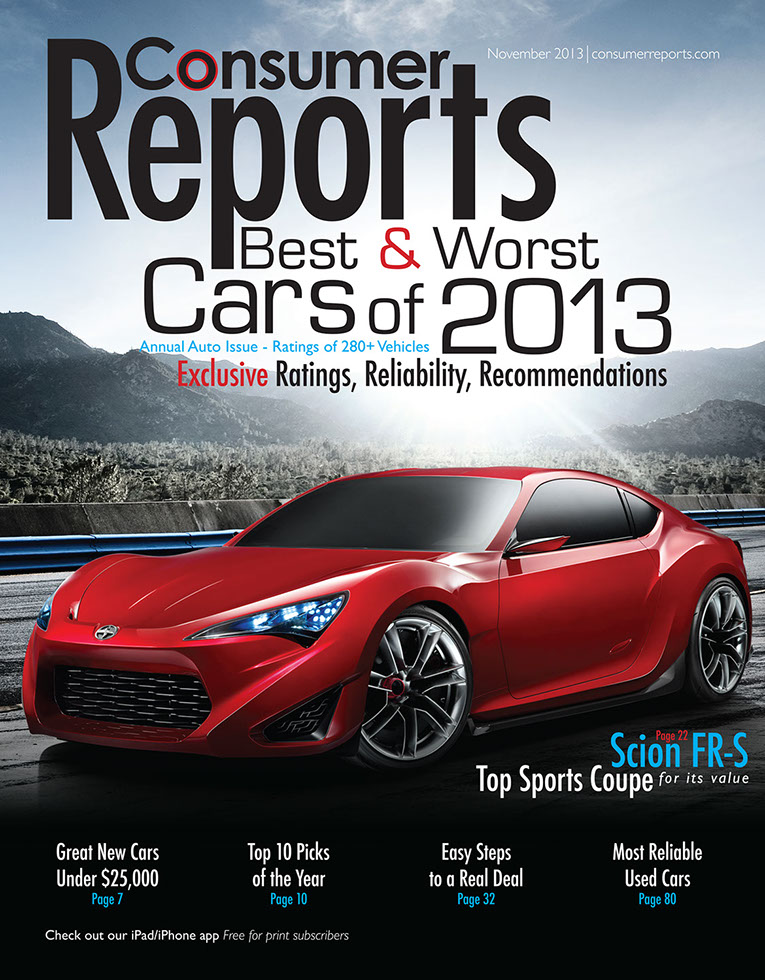 November 2013 | consumerreports.com
Consumer
Reports
Best & Worst
Cars of 2013
Annual Auto Issue - Ratings of 280+ Vehicles
Exclusive Ratings, Reliability, Recommendations
Page 22
Scion FR-S
Top Sports Coupe for its value
Great New Cars
Under $25,000
Page 7
Top 10 Picks
of the Year
Page 10
Easy Steps
to a Real Deal
Page 32
Most Reliable
Used Cars
Page 80
Check out our iPad/iPhone app Free for print subscribers